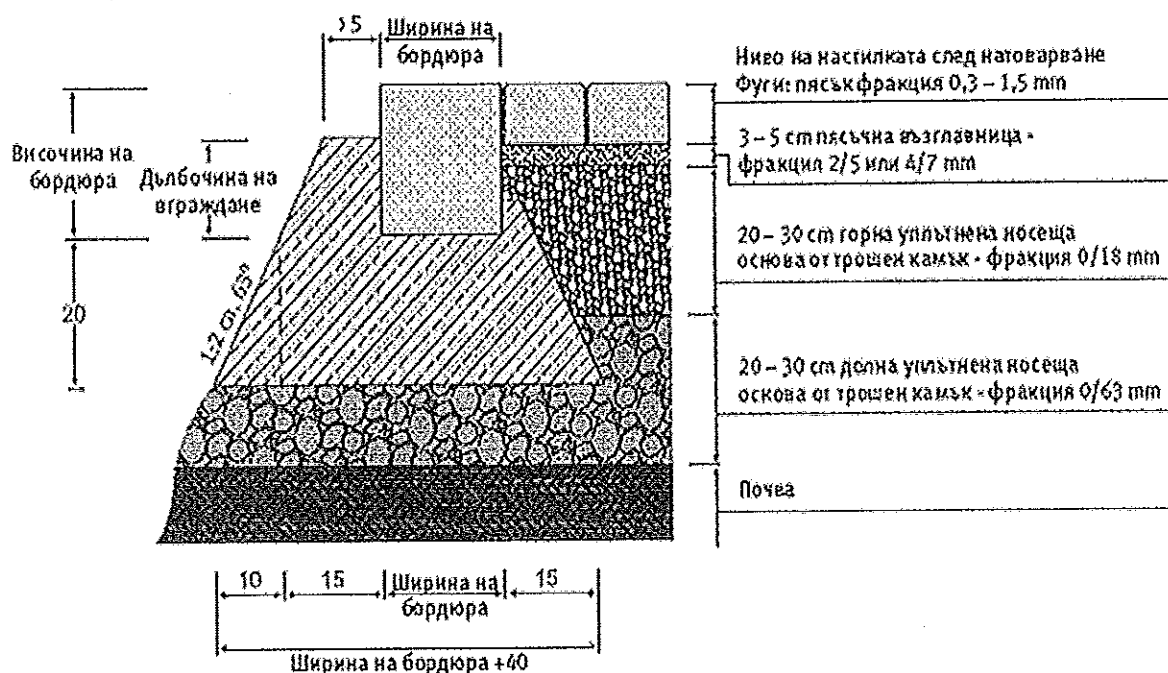 >5
Ширина на
бордюра
Височина на
бордюра
Дълбочина на
вграждане
20
1:2 cm, 63°
Ниво на настилката след натоварване
Фуги: пясък фракция 0,3 – 1,5 mm
3 – 5 cm пясъчна възглавница -
фракция 2/5 или 4/7 mm
20 – 30 cm горна уплътнена носеща
основа от трошен камък - фракция 0/18 mm
20 – 30 cm долна уплътнена носеща
основа от трошен камък - фракция 0/63 mm
Почва
10
15
Ширина на
бордюра
15
Ширина на бордюра +40